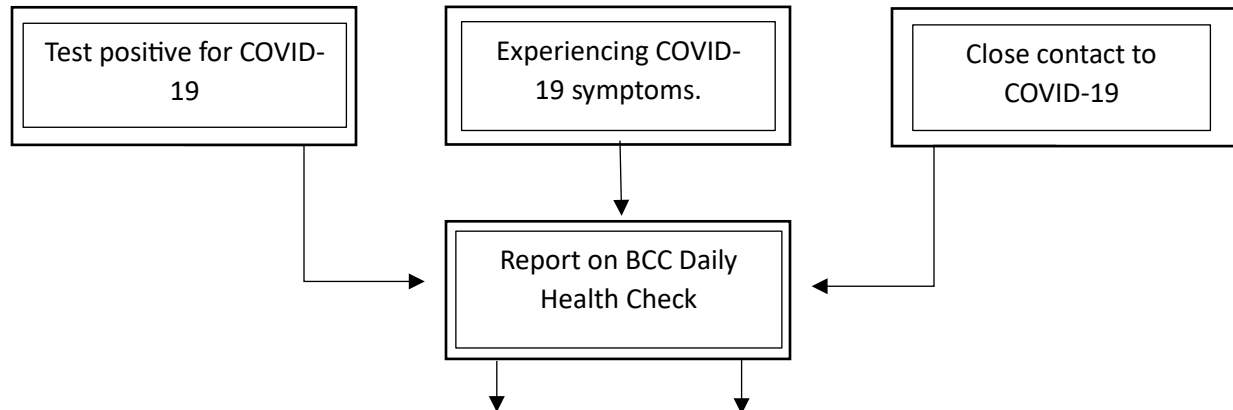 Test positive for COVID-
19
Experiencing COVID-
19 symptoms.
Close contact to
COVID-19
Report on BCC Daily
Health Check